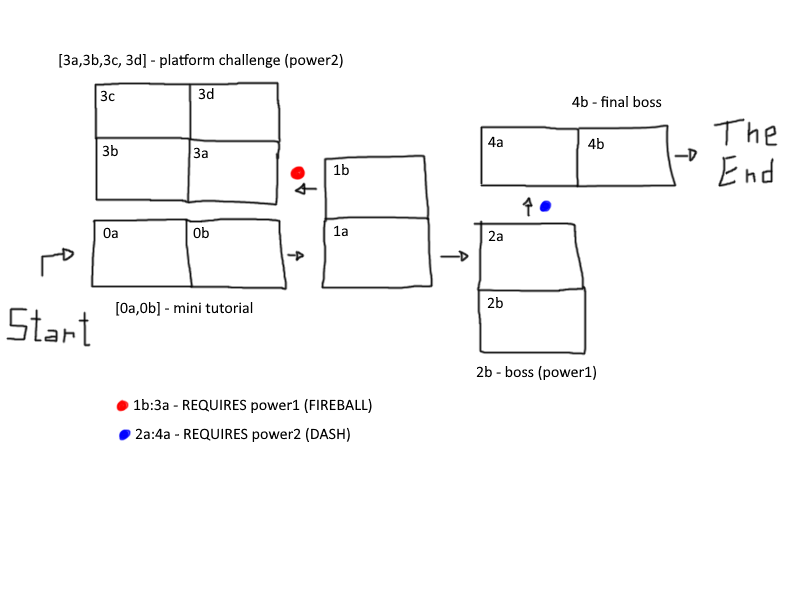 [3a,3b,3c, 3d] - platform challenge (power2)
3c
3d
3b
3a
1b
4b - final boss
4a
4b
The
End
0a
0b
1a
2a
2b
Start
[0a,0b] - mini tutorial
2b - boss (power1)
1b:3a - REQUIRES power1 (FIREBALL)
2a:4a - REQUIRES power2 (DASH)